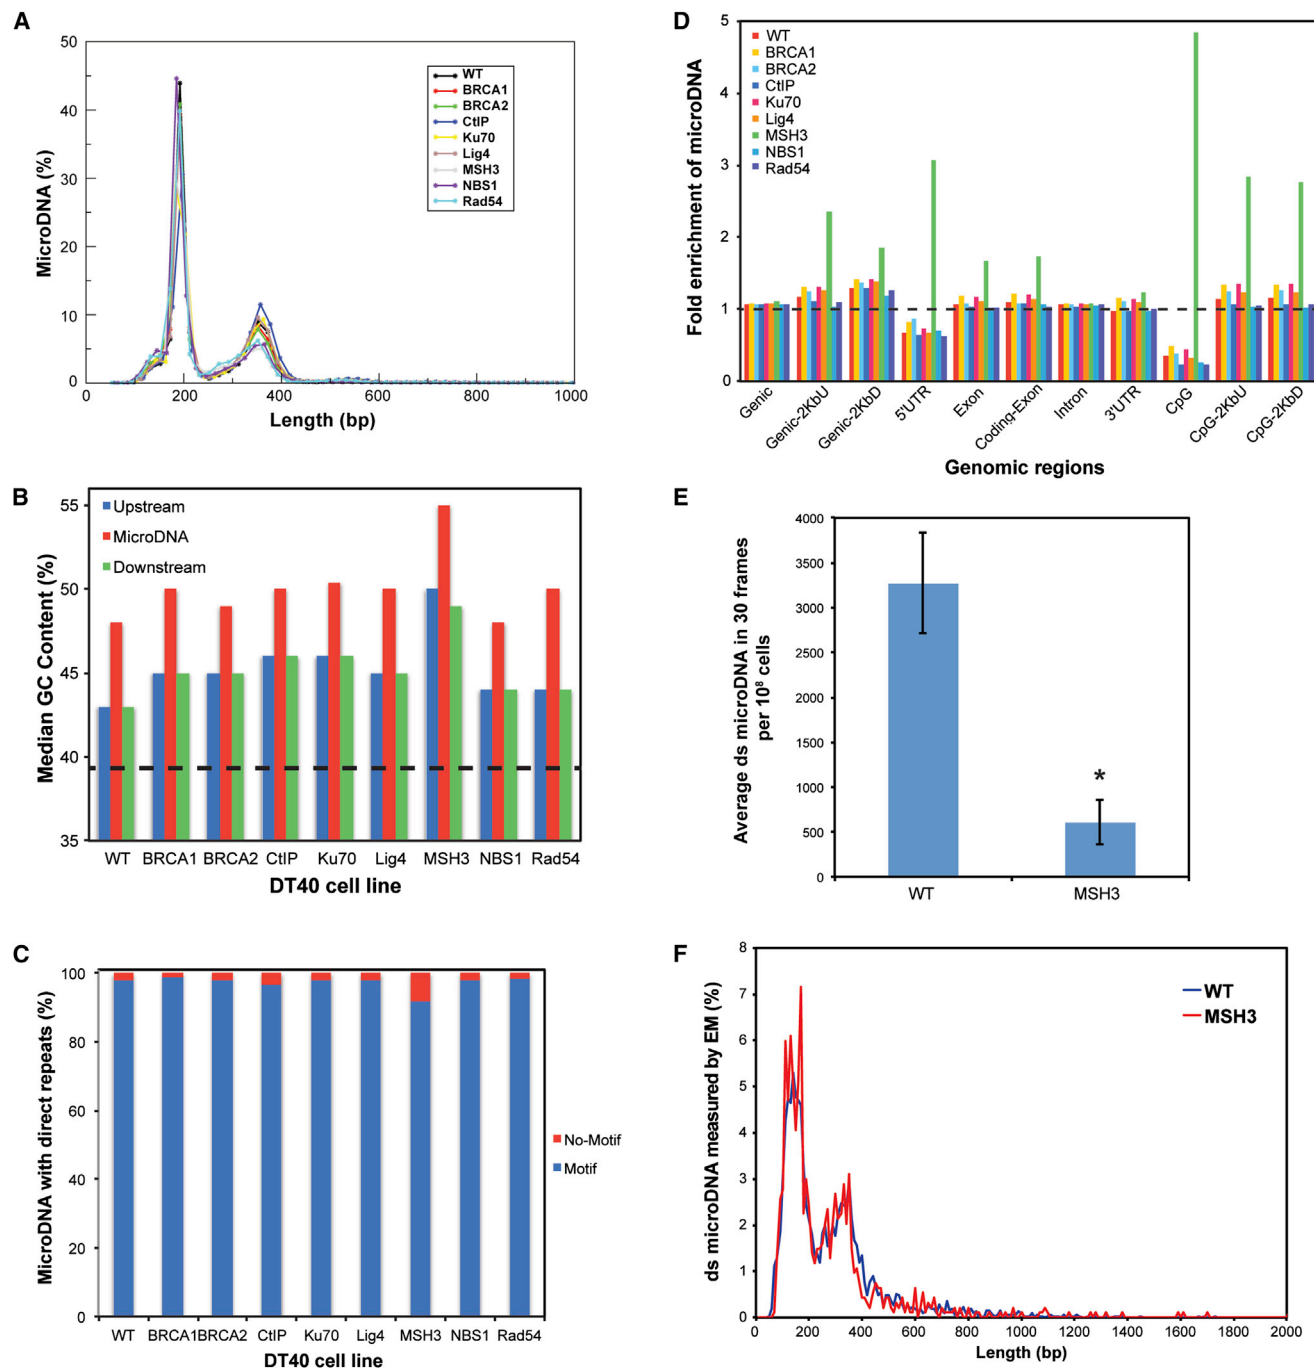 A
MicroDNA (%)
50
40
30
20
10
0
0
200
400
600
800
1000
Length (bp)
WT
BRCA1
BRCA2
CtIP
Ku70
Lig4
MSH3
NBS1
Rad54
B
Median GC Content (%)
55
50
45
40
35
Upstream
MicroDNA
Downstream
WT
BRCA1
BRCA2
CtIP
Ku70
Lig4
MSH3
NBS1
Rad54
DT40 cell line
C
MicroDNA with direct repeats (%)
100
80
60
40
20
0
No-Motif
Motif
WT
BRCA1
BRCA2
CtIP
Ku70
Lig4
MSH3
NBS1
Rad54
DT40 cell line
D
Fold enrichment of microDNA
5
4
3
2
1
0
WT
BRCA1
BRCA2
CtIP
Ku70
Lig4
MSH3
NBS1
Rad54
Genic
Genic-2KbU
Genic-2KbD
5'UTR
Exon
Coding-Exon
Intron
3'UTR
CpG
CpG-2KbU
CpG-2KbD
Genomic regions
E
Average ds microDNA in 30 frames
per 10⁸ cells
4000
3500
3000
2500
2000
1500
1000
500
0
*
WT
MSH3
F
ds microDNA measured by EM (%)
8
7
6
5
4
3
2
1
0
WT
MSH3
0
200
400
600
800
1000
1200
1400
1600
1800
2000
Length (bp)